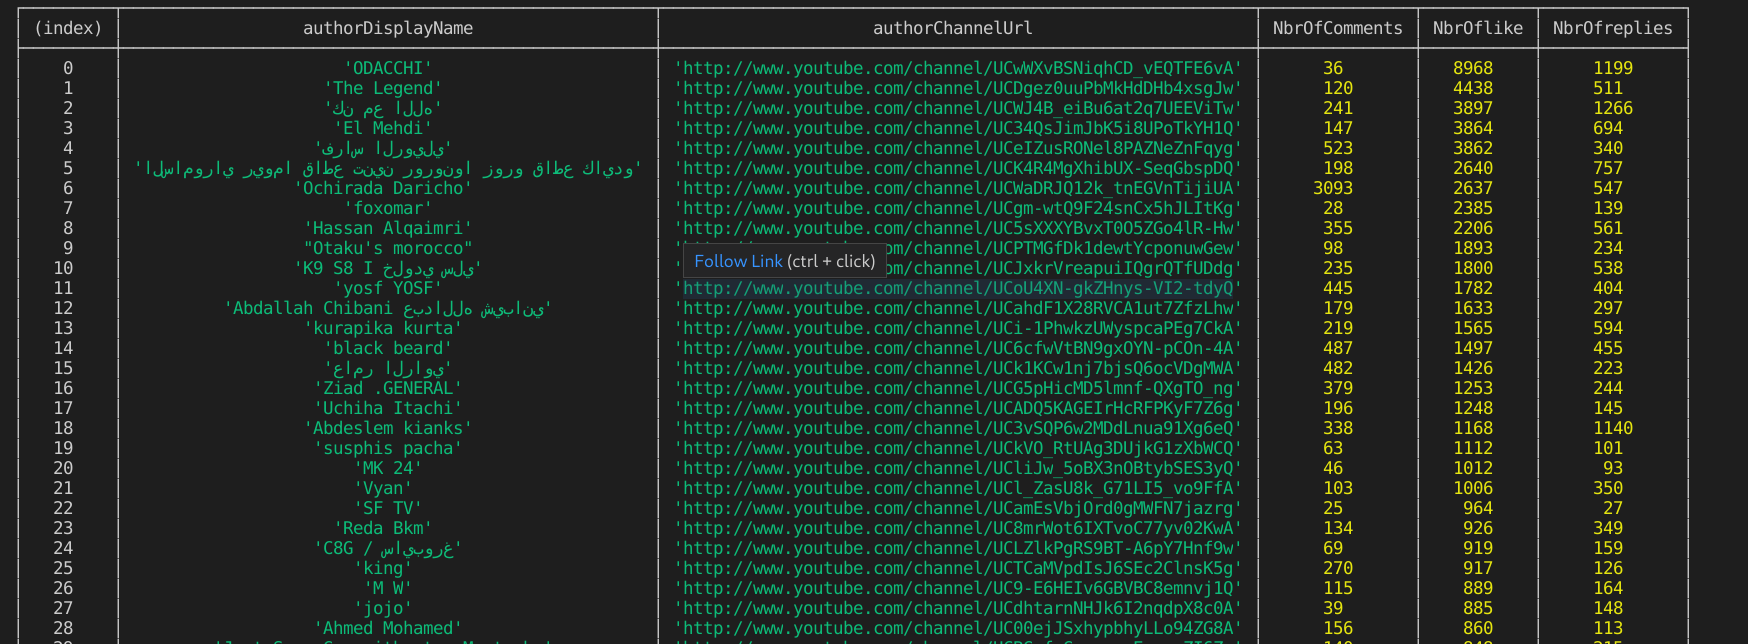 (index) authorDisplayName authorChannelUrl NbrOfComments NbrOflike NbrOfreplies
0 'ODACCHI' 'http://www.youtube.com/channel/UCwWXvBSNiqhCD_vEQTFE6vA' 36 8968 1199
1 'The Legend' 'http://www.youtube.com/channel/UCDgez0uuPbMkHdDHb4xsgJw' 120 4438 511
2 'كن مع الله' 'http://www.youtube.com/channel/UCWJ4B_eiBu6at2q7UEEViTw' 241 3897 1266
3 'El Mehdi' 'http://www.youtube.com/channel/UC34QsJimJbK5i8UPoTkYH1Q' 147 3864 694
4 'فراس الرويلي' 'http://www.youtube.com/channel/UCeIZusRONel8PAZNeZnFqyg' 523 3862 340
5 'الساموراي ريوما قاطع تنين رورونوا زورو قاطع كايدو' 'http://www.youtube.com/channel/UCK4R4MgXhibUX-SeqGbspDQ' 198 2640 757
6 'Ochirada Daricho' 'http://www.youtube.com/channel/UCWaDRJQ12k_tnEGVnTijiUA' 3093 2637 547
7 'foxomar' 'http://www.youtube.com/channel/UCgm-wtQ9F24snCx5hJLItKg' 28 2385 139
8 'Hassan Alqaimri' 'http://www.youtube.com/channel/UC5sXXXYBvxT0O5ZGo4lR-Hw' 355 2206 561
9 "Otaku's morocco" om/channel/UCPTMGfDk1dewtYcponuwGew' 98 1893 234
Follow Link (ctrl + click)
10 'K9 S8 I خلودي سلي' om/channel/UCJxkrVreapuiIQgrQTfUDdg' 235 1800 538
11 'yosf YOSF' 'http://www.youtube.com/channel/UCoU4XN-gkZHnys-VI2-tdyQ' 445 1782 404
12 'Abdallah Chibani عبدالله شيباني' 'http://www.youtube.com/channel/UCahdF1X28RVCA1ut7ZfzLhw' 179 1633 297
13 'kurapika kurta' 'http://www.youtube.com/channel/UCi-1PhwkzUWyspcaPEg7CkA' 219 1565 594
14 'black beard' 'http://www.youtube.com/channel/UC6cfwVtBN9gxOYN-pCOn-4A' 487 1497 455
15 'عامر الراوي' 'http://www.youtube.com/channel/UCk1KCw1nj7bjsQ6ocVDgMWA' 482 1426 223
16 'Ziad .GENERAL' 'http://www.youtube.com/channel/UCG5pHicMD5lmnf-QXgTO_ng' 379 1253 244
17 'Uchiha Itachi' 'http://www.youtube.com/channel/UCADQ5KAGEIrHcRFPKyF7Z6g' 196 1248 145
18 'Abdeslem kianks' 'http://www.youtube.com/channel/UC3vSQP6w2MDdLnua91Xg6eQ' 338 1168 1140
19 'susphis pacha' 'http://www.youtube.com/channel/UCkVO_RtUAg3DUjkG1zXbWCQ' 63 1112 101
20 'MK 24' 'http://www.youtube.com/channel/UCliJw_5oBX3nOBtybSES3yQ' 46 1012 93
21 'Vyan' 'http://www.youtube.com/channel/UCl_ZasU8k_G71LI5_vo9FfA' 103 1006 350
22 'SF TV' 'http://www.youtube.com/channel/UCamEsVbjOrd0gMWFN7jazrg' 25 964 27
23 'Reda Bkm' 'http://www.youtube.com/channel/UC8mrWot6IXTvoC77yv02KwA' 134 926 349
24 'C8G / سايبورغ' 'http://www.youtube.com/channel/UCLZlkPgRS9BT-A6pY7Hnf9w' 69 919 159
25 'king' 'http://www.youtube.com/channel/UCTCaMVpdIsJ6SEc2ClnsK5g' 270 917 126
26 'M W' 'http://www.youtube.com/channel/UC9-E6HEIv6GBVBC8emnvj1Q' 115 889 164
27 'jojo' 'http://www.youtube.com/channel/UCdhtarnNHJk6I2nqdpX8c0A' 39 885 148
28 'Ahmed Mohamed' 'http://www.youtube.com/channel/UC00ejJSxhypbhyLLo94ZG8A' 156 860 113